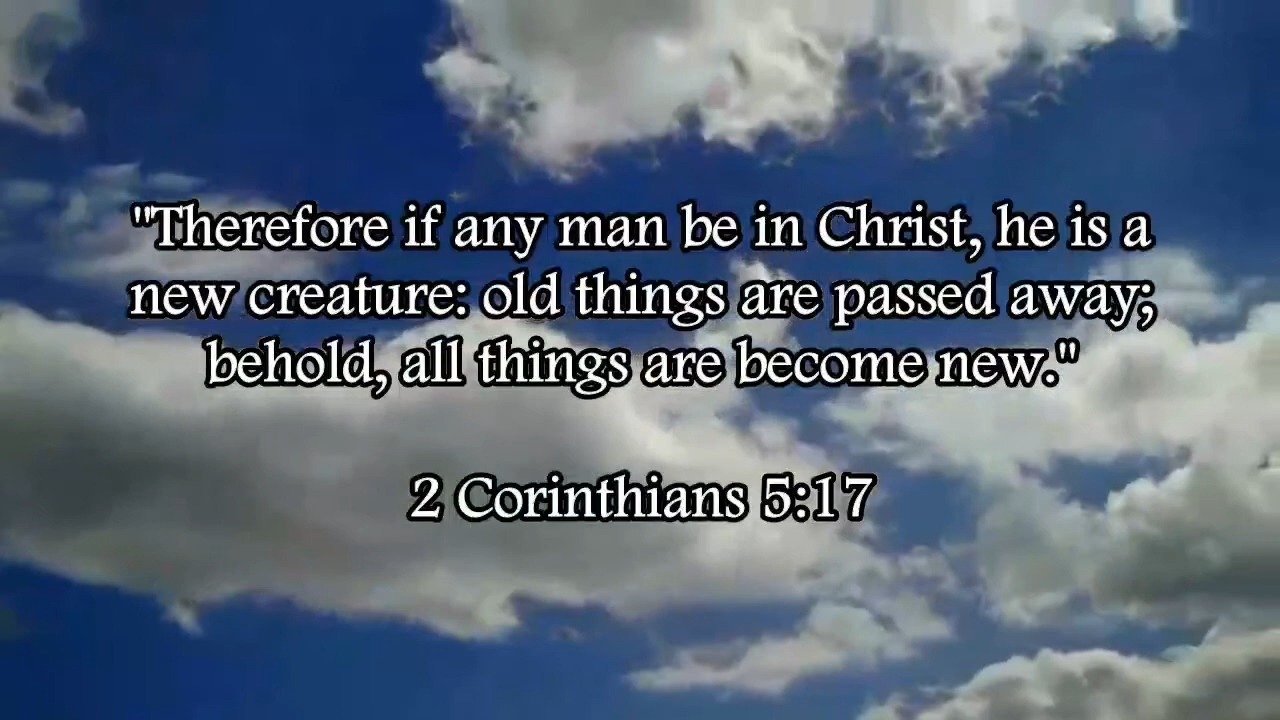 "Therefore if any man be in Christ, he is a
new creature: old things are passed away;
behold, all things are become new."
2 Corinthians 5:17